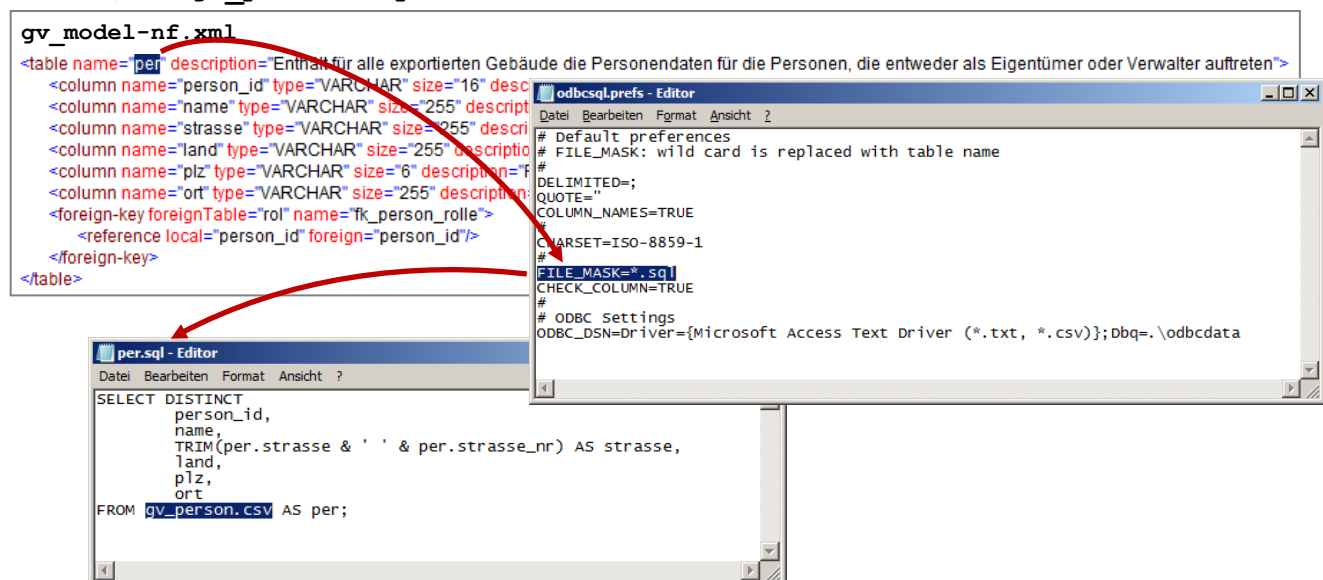 gv_model-nf.xml
<table name="per" description="Enthält für alle exportierten Gebäude die Personendaten für die Personen, die entweder als Eigentümer oder Verwalter auftreten">
<column name="person_id" type="VARCHAR" size="16" desc
<column name="name" type="VARCHAR" size="255" descript
<column name="strasse" type="VARCHAR" size="255" descri
<column name="land" type="VARCHAR" size="255" descriptio
<column name="plz" type="VARCHAR" size="6" description="
<column name="ort" type="VARCHAR" size="255" description=
<foreign-key foreignTable="rol" name="fk_person_rolle">
<reference local="person_id" foreign="person_id"/>
</foreign-key>
</table>
odbcsql.prefs - Editor
Datei Bearbeiten Format Ansicht ?
# Default preferences
# FILE_MASK: wild card is replaced with table name
#
DELIMITED=;
QUOTE="
COLUMN_NAMES=TRUE
#
CHARSET=ISO-8859-1
#
FILE_MASK=*.sql
CHECK_COLUMN=TRUE
#
# ODBC Settings
ODBC_DSN=Driver={Microsoft Access Text Driver (*.txt, *.csv)};Dbq=.\odbcdata
per.sql - Editor
Datei Bearbeiten Format Ansicht ?
SELECT DISTINCT
person_id,
name,
TRIM(per.strasse & ' ' & per.strasse_nr) AS strasse,
land,
plz,
ort
FROM gv_person.csv AS per;